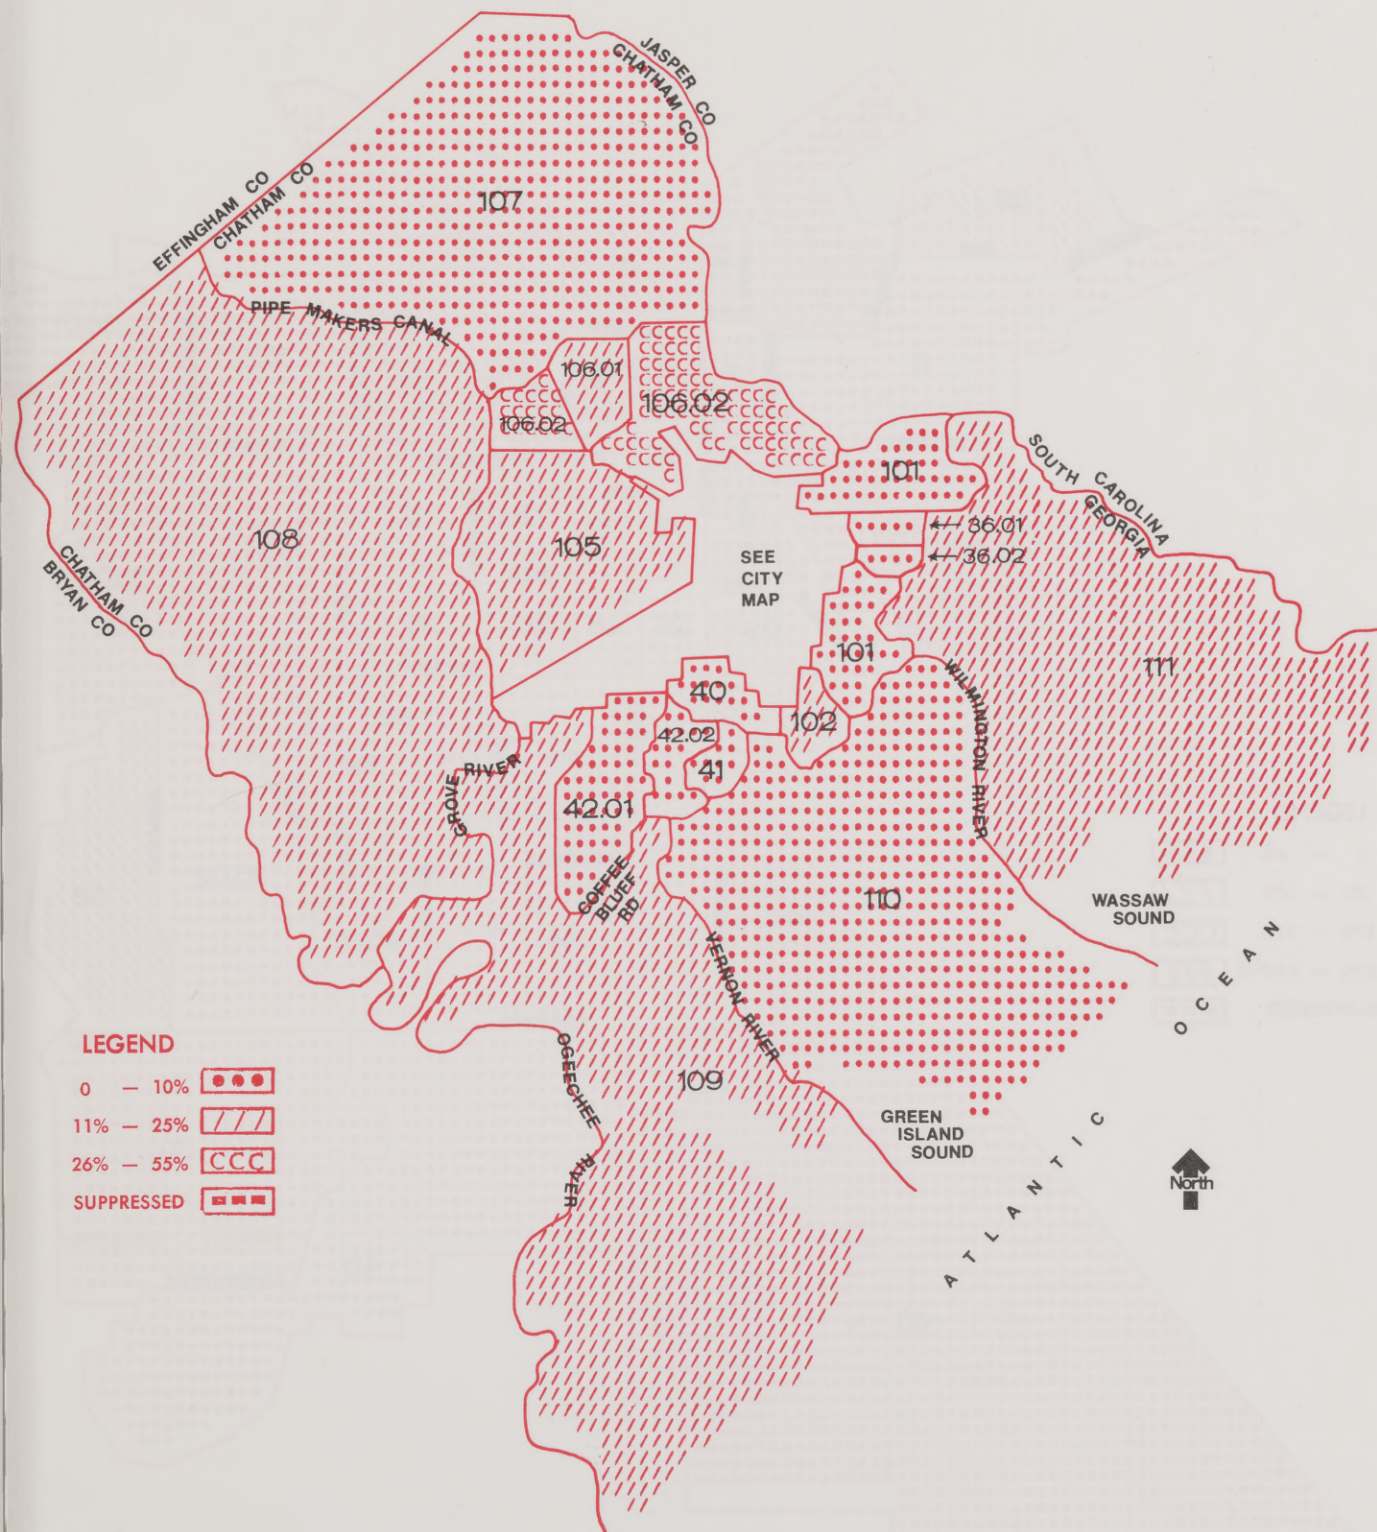 JASPER CO
CHATHAM CO
EFFINGHAM CO
CHATHAM CO
107
PIPE MAKERS CANAL
106.01
106.02
106.02
101
SOUTH CAROLINA
GEORGIA
36.01
36.02
108
105
SEE
CITY
MAP
CHATHAM CO
BRYAN CO
101
111
40
102
WILMINGTON RIVER
42.02
41
GROVE RIVER
42.01
COFFEE
BLUFF
RD
110
WASSAW
SOUND
VERNON RIVER
ATLANTIC OCEAN
LEGEND
0 — 10%
11% — 25%
26% — 55%
CCC
SUPPRESSED
OGEECHEE RIVER
109
GREEN
ISLAND
SOUND
North